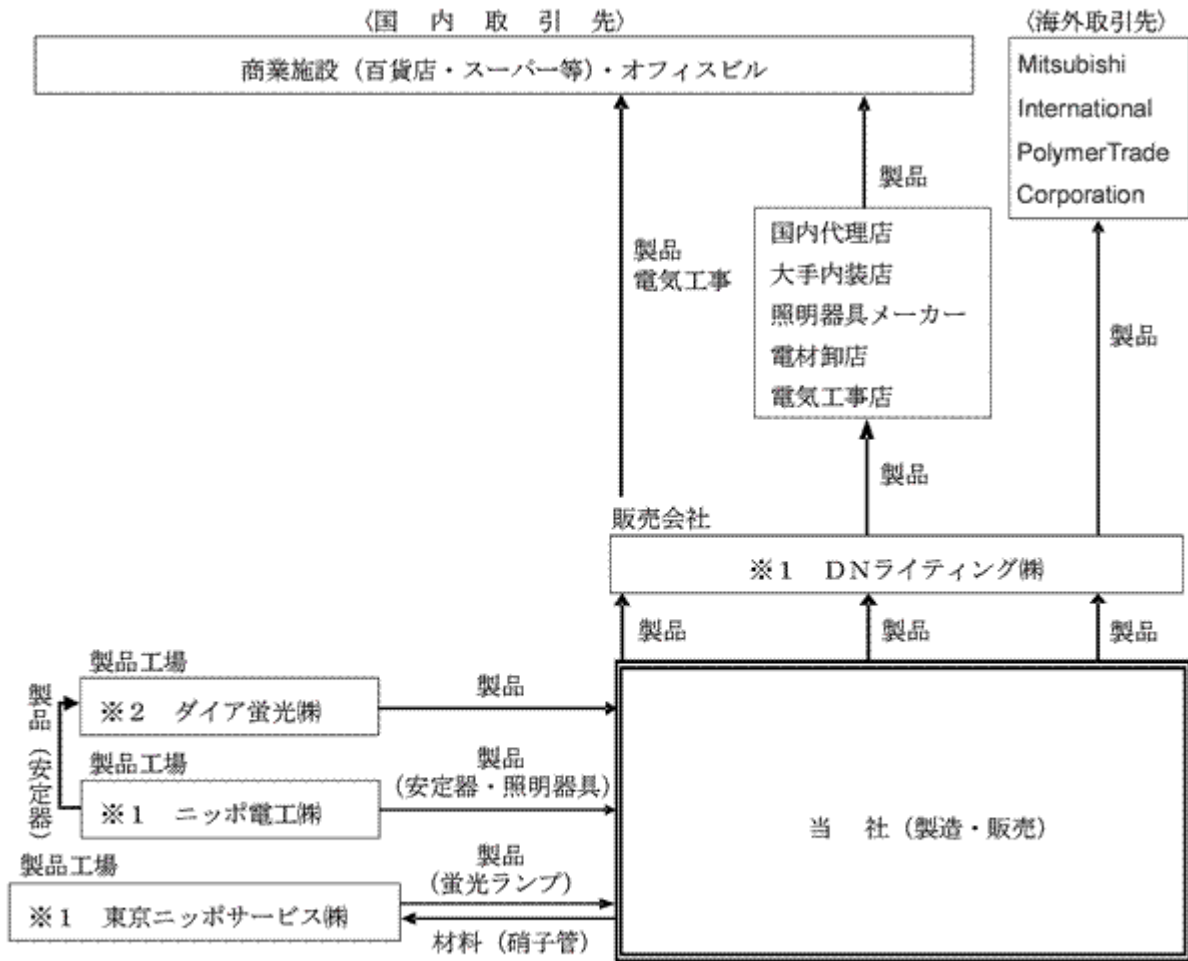 〈国内取引先〉
商業施設（百貨店・スーパー等）・オフィスビル
〈海外取引先〉
Mitsubishi
International
PolymerTrade
Corporation
製品
国内代理店
大手内装店
照明器具メーカー
電材卸店
電気工事店
製品
電気工事
製品
製品
販売会社
※1 DNライティング㈱
製品
製品
製品
製品工場
※2 ダイア蛍光㈱
製品
製品（安定器）
製品工場
※1 ニッポ電工㈱
製品
(安定器・照明器具)
当社（製造・販売）
製品工場
※1 東京ニッポサービス㈱
製品
(蛍光ランプ)
材料（硝子管）